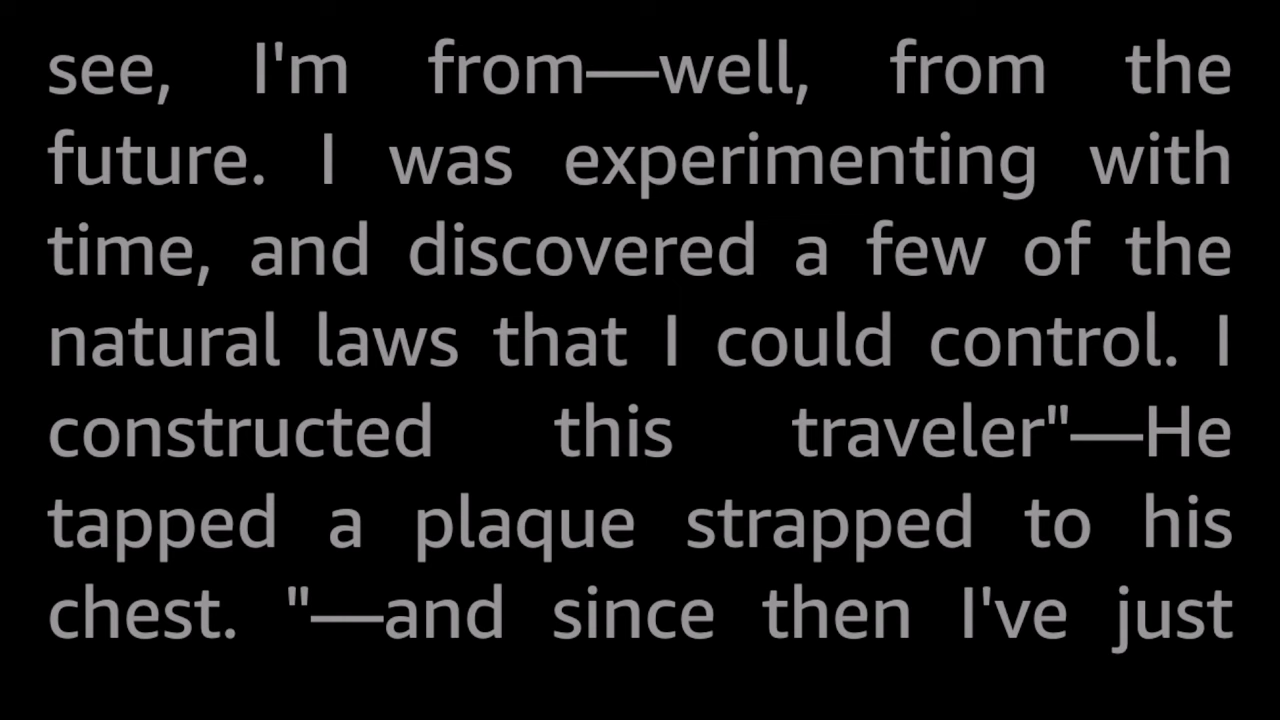 see, I'm from—well, from the
future. I was experimenting with
time, and discovered a few of the
natural laws that I could control. I
constructed this traveler"—He
tapped a plaque strapped to his
chest. "—and since then I've just